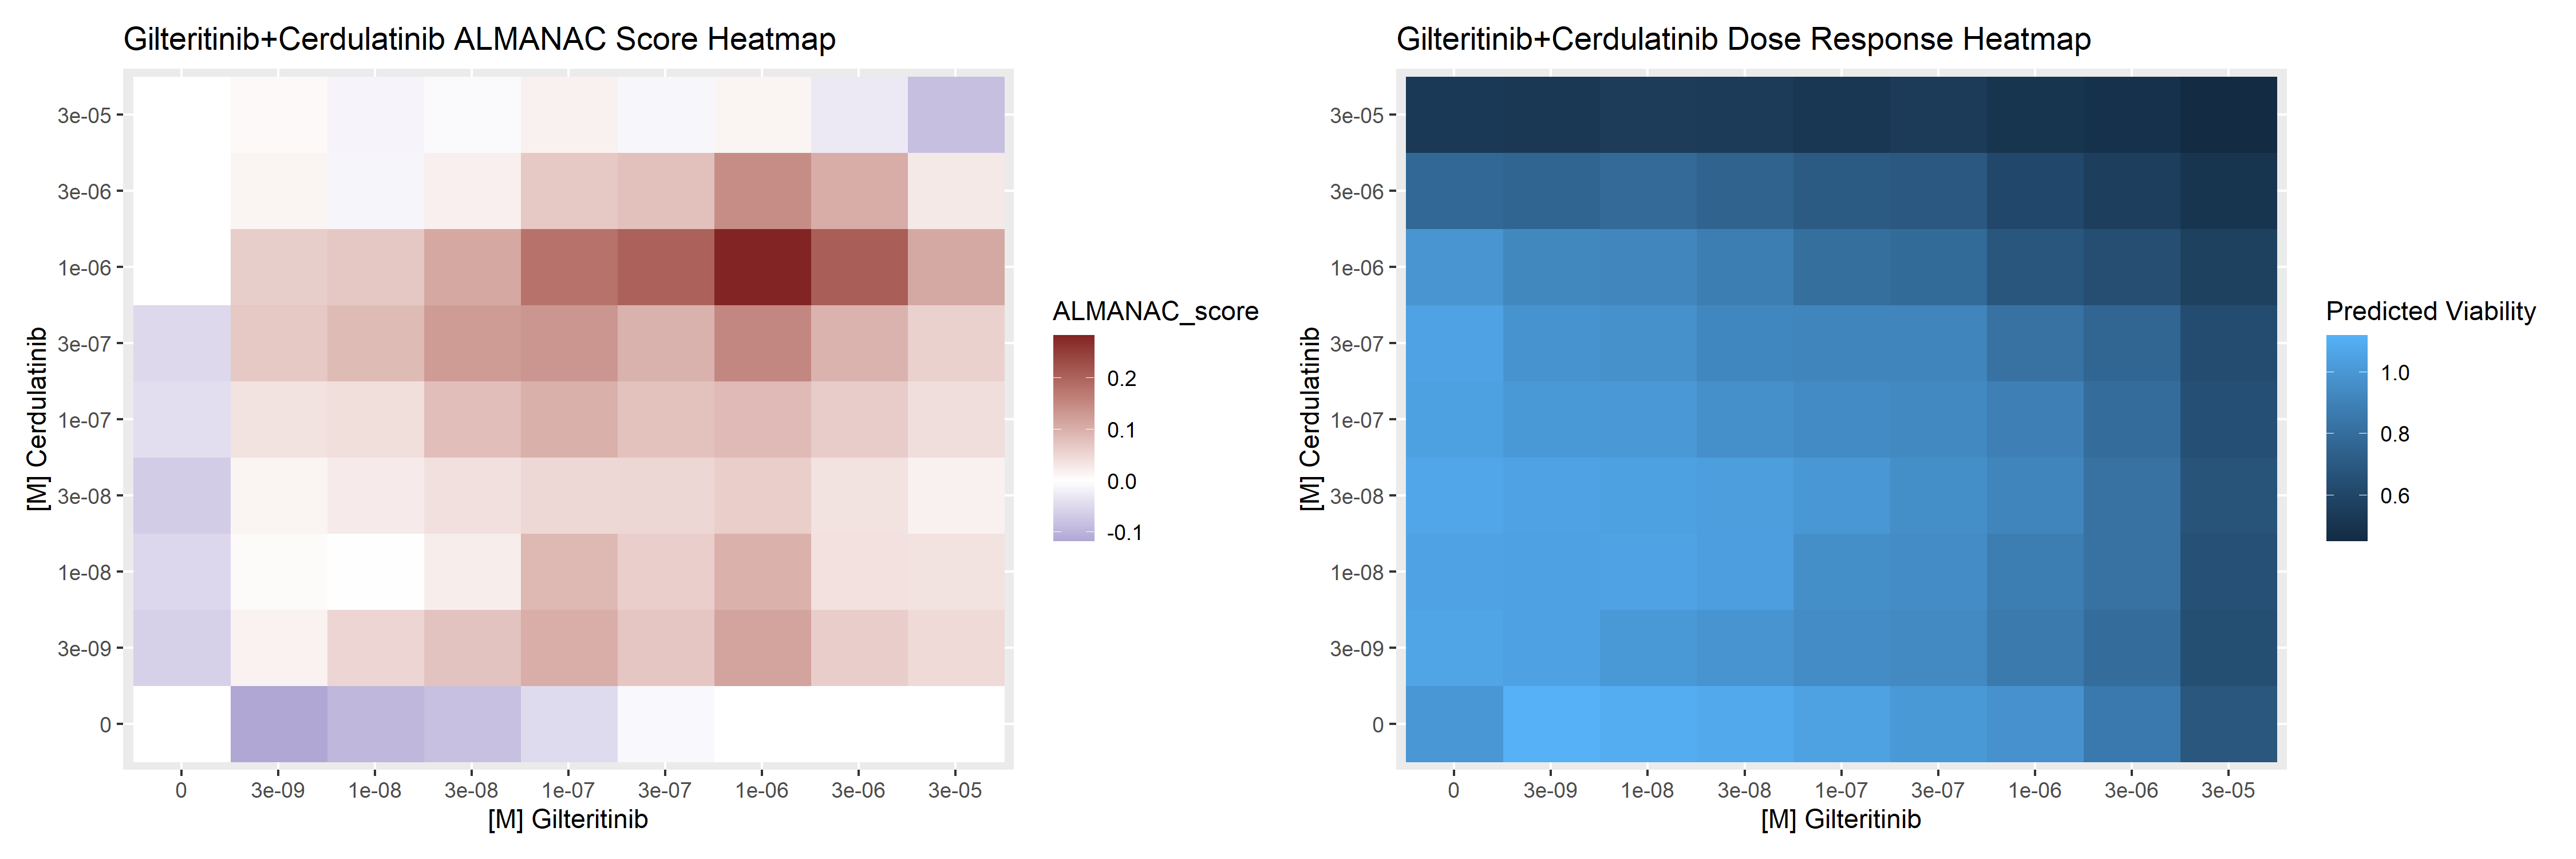 Gilteritinib+Cerdulatinib ALMANAC Score Heatmap
3e-05
3e-06
1e-06
3e-07
1e-07
3e-08
1e-08
3e-09
0
[M] Cerdulatinib
0 3e-09 1e-08 3e-08 1e-07 3e-07 1e-06 3e-06 3e-05
[M] Gilteritinib
ALMANAC_score
0.2
0.1
0.0
-0.1
Gilteritinib+Cerdulatinib Dose Response Heatmap
3e-05
3e-06
1e-06
3e-07
1e-07
3e-08
1e-08
3e-09
0
[M] Cerdulatinib
0 3e-09 1e-08 3e-08 1e-07 3e-07 1e-06 3e-06 3e-05
[M] Gilteritinib
Predicted Viability
1.0
0.8
0.6